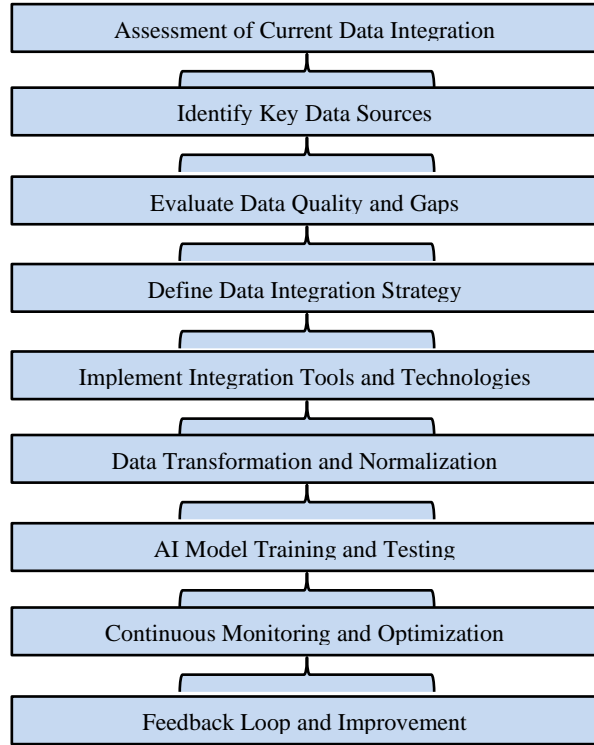 Assessment of Current Data Integration
Identify Key Data Sources
Evaluate Data Quality and Gaps
Define Data Integration Strategy
Implement Integration Tools and Technologies
Data Transformation and Normalization
AI Model Training and Testing
Continuous Monitoring and Optimization
Feedback Loop and Improvement